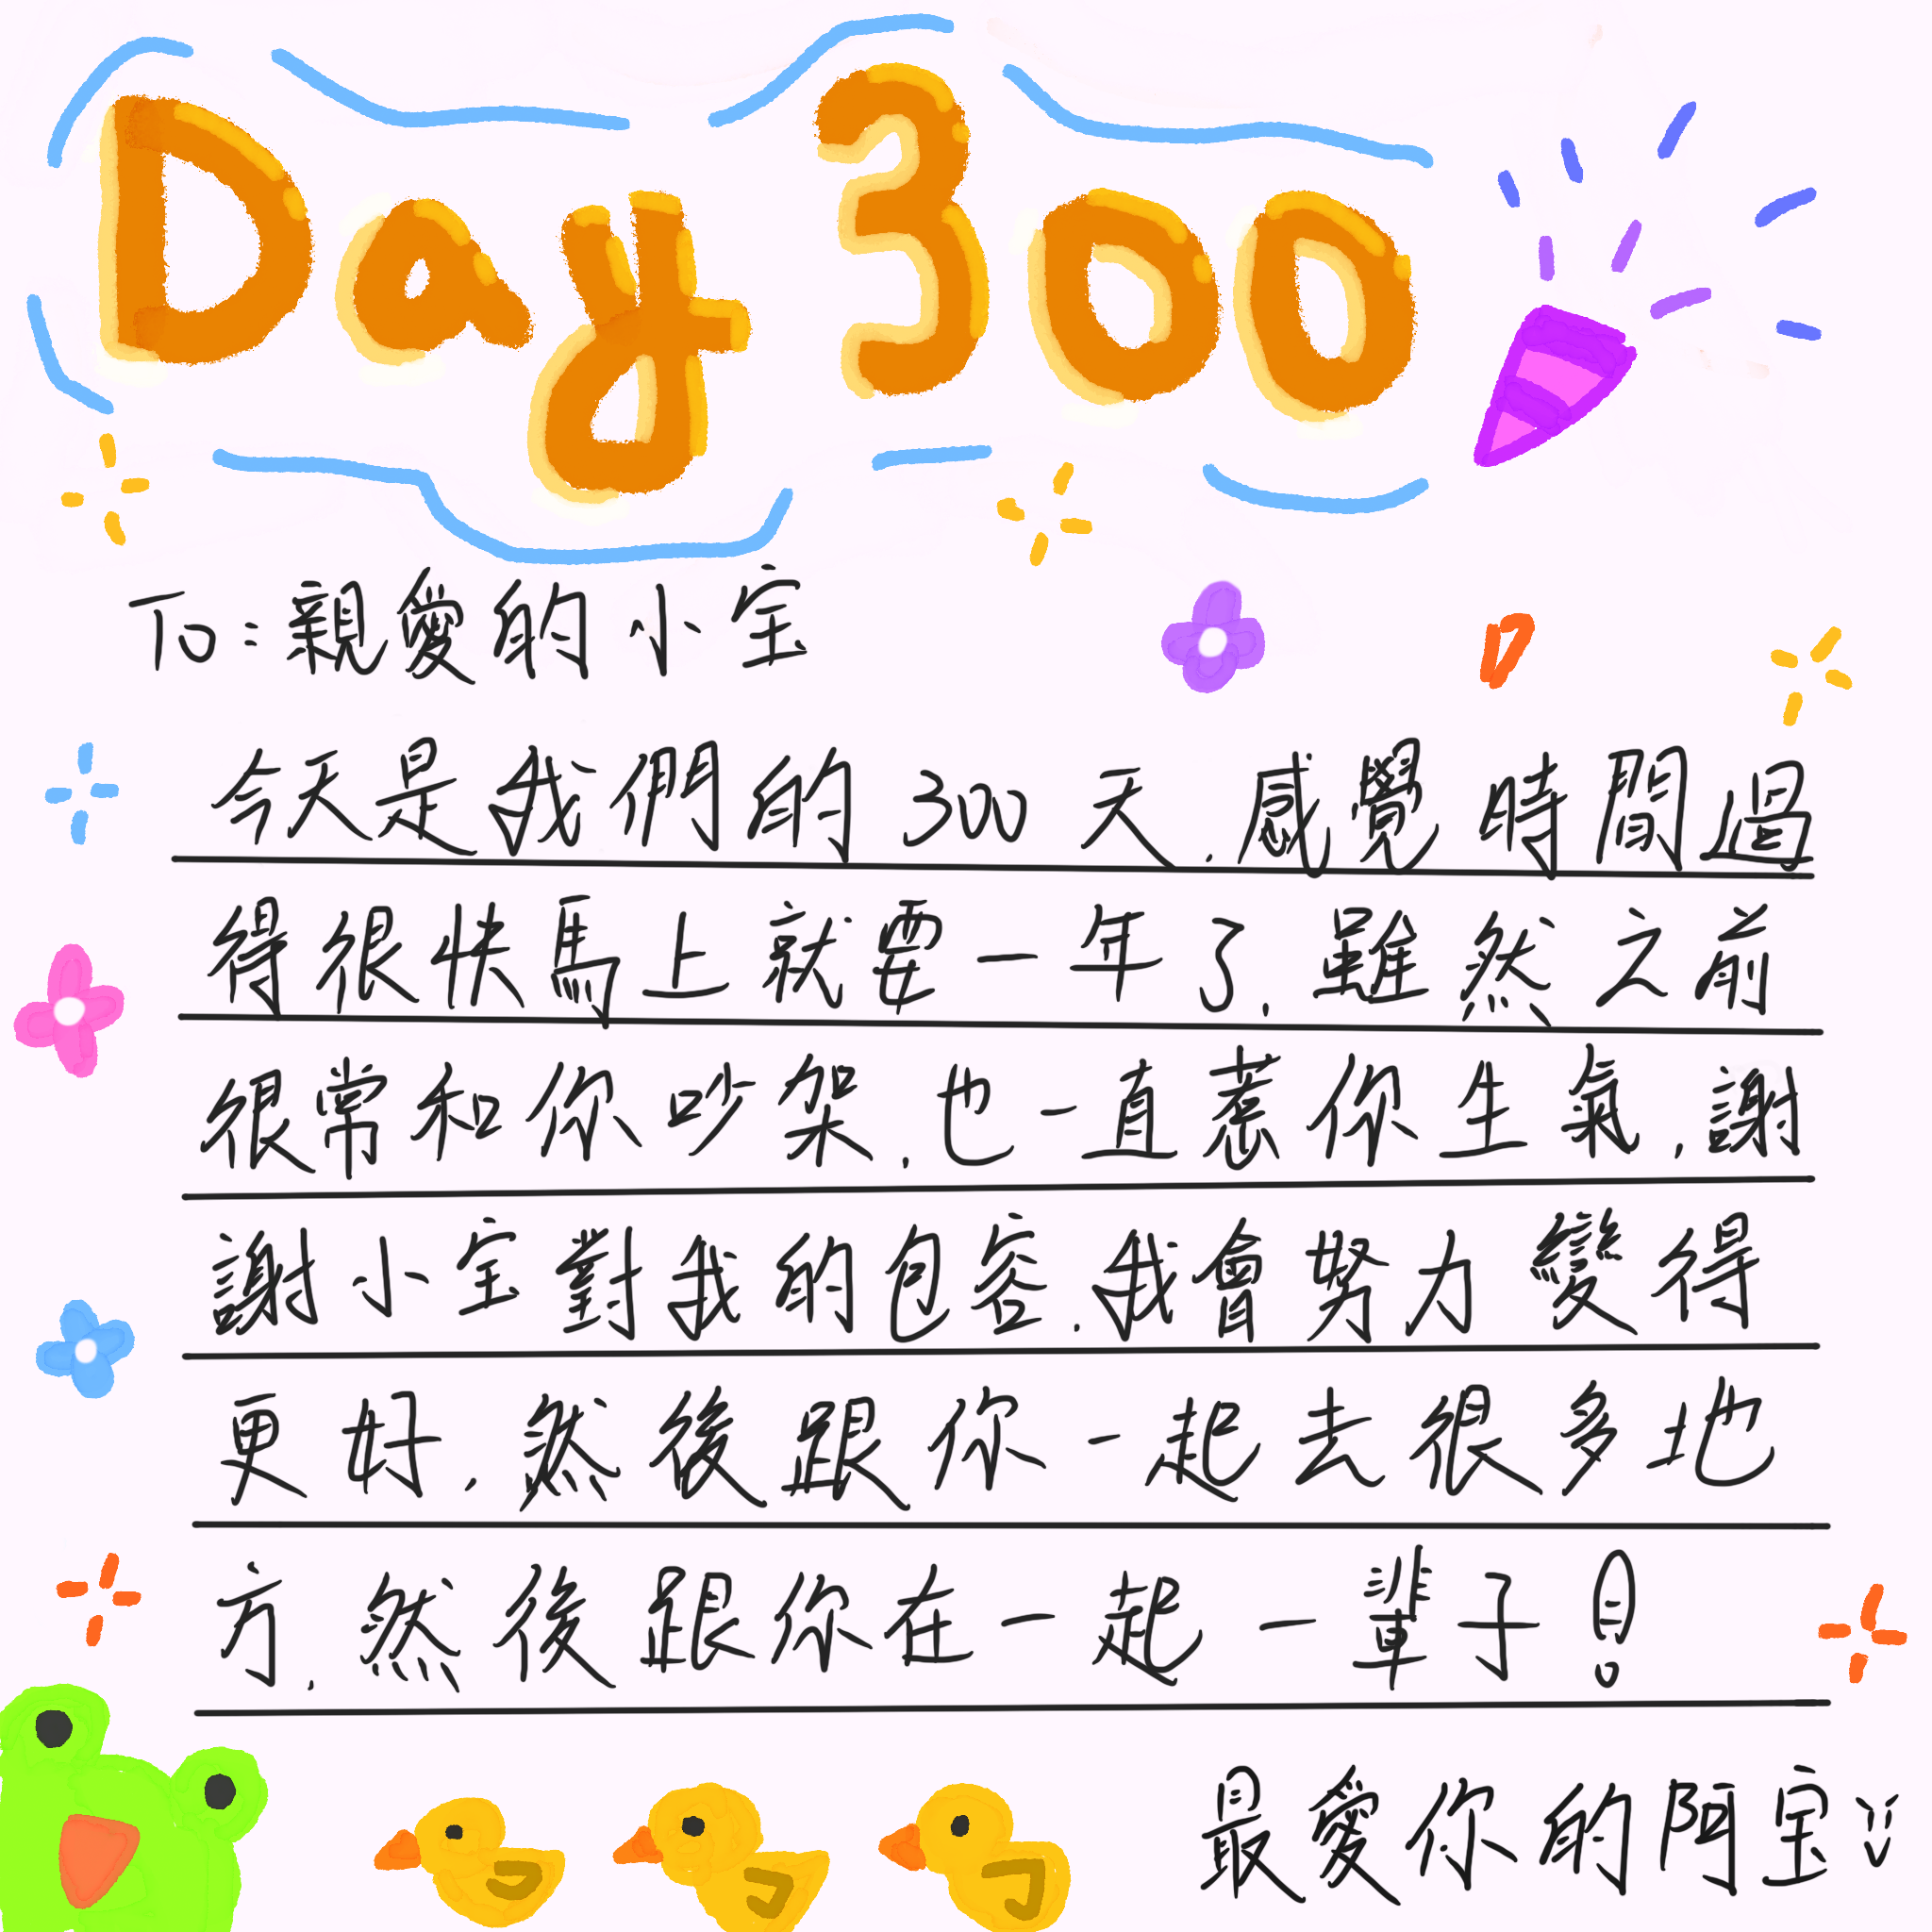 Day 300
To:親愛的小宝
今天是我們的300天.感覺時間過
得很快馬上就要一年了.雖然之前
很常和你吵架.也一直惹你生氣.謝
謝小宝對我的包容.我會努力變得
更好.然後跟你一起去很多地
方.然後跟你在一起一輩子!
最愛你的阿宝